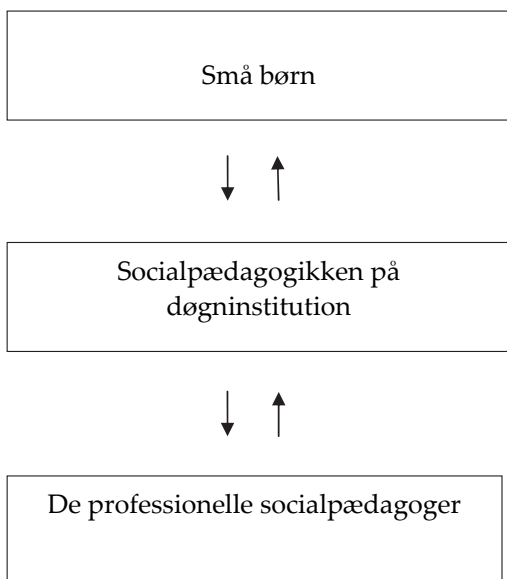 Små børn
Socialpædagogikken på
døgninstitution
De professionelle socialpædagoger